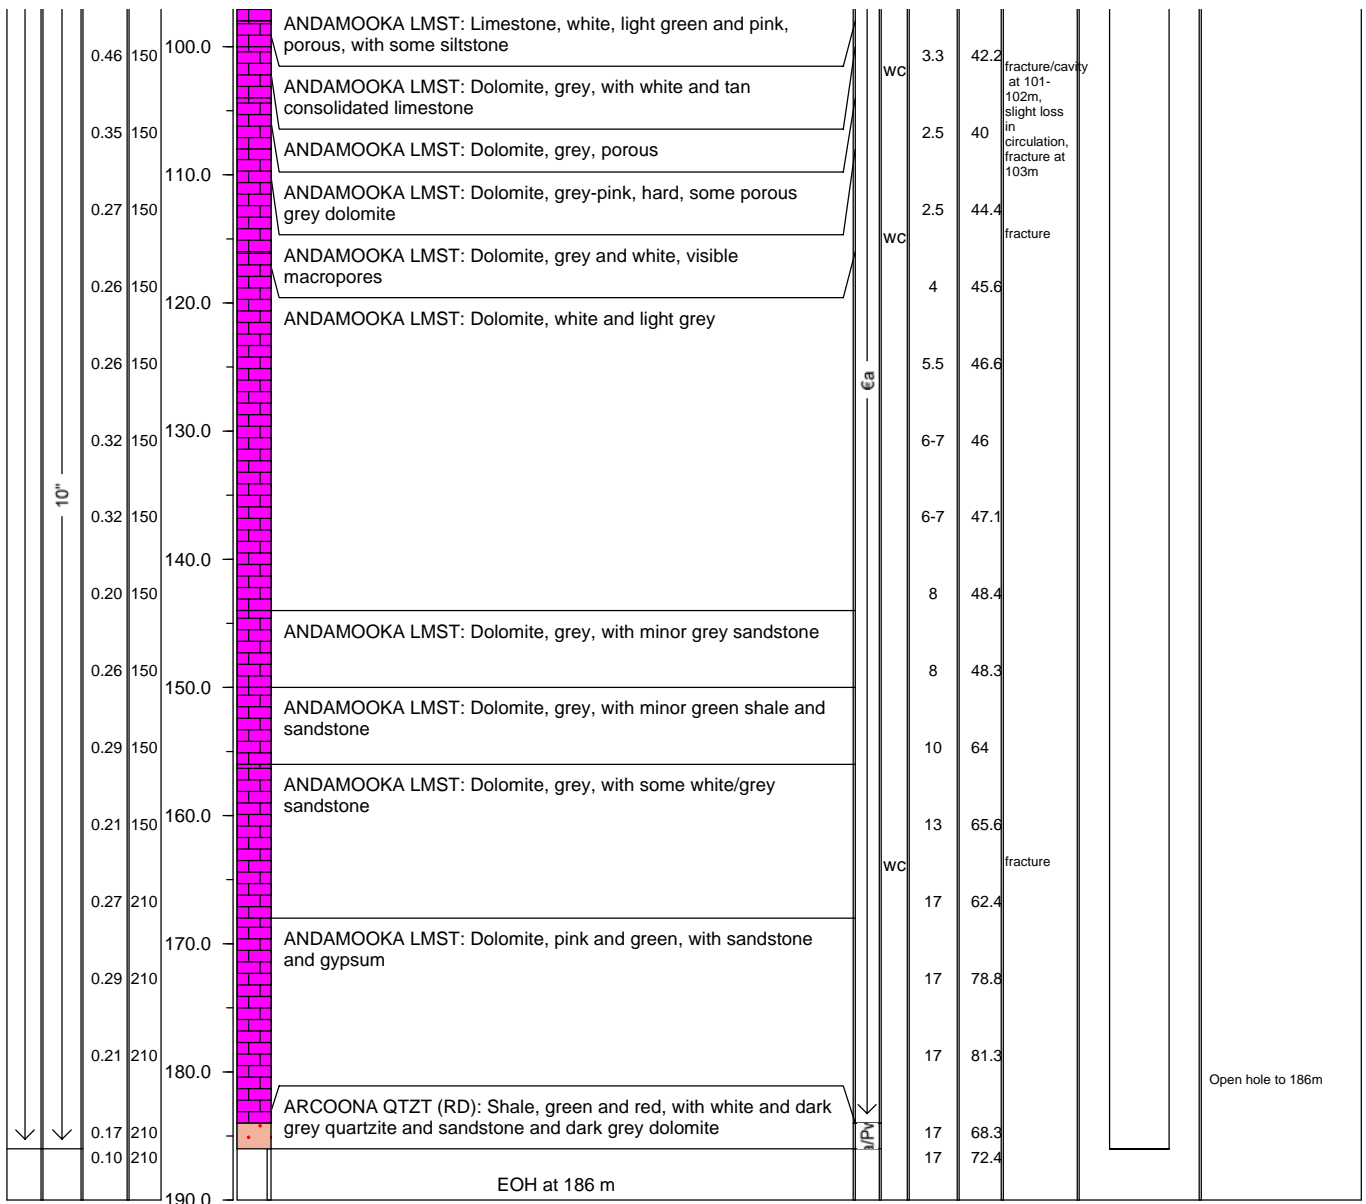 ANDAMOOKA LMST: Limestone, white, light green and pink,
porous, with some siltstone
100.0
0.46 150
3.3 42.2
wc
fracture/cavity
at 101-
102m,
slight loss
in
circulation,
fracture at
103m
ANDAMOOKA LMST: Dolomite, grey, with white and tan
consolidated limestone
0.35 150
2.5 40
ANDAMOOKA LMST: Dolomite, grey, porous
110.0
ANDAMOOKA LMST: Dolomite, grey-pink, hard, some porous
grey dolomite
0.27 150
2.5 44.4
wc
fracture
ANDAMOOKA LMST: Dolomite, grey and white, visible
macropores
0.26 150
4 45.6
120.0
ANDAMOOKA LMST: Dolomite, white and light grey
0.26 150
5.5 46.6
Єa
130.0
0.32 150
6-7 46
10"
0.32 150
6-7 47.1
140.0
0.20 150
8 48.4
ANDAMOOKA LMST: Dolomite, grey, with minor grey sandstone
0.26 150
8 48.3
150.0
ANDAMOOKA LMST: Dolomite, grey, with minor green shale and
sandstone
0.29 150
10 64
ANDAMOOKA LMST: Dolomite, grey, with some white/grey
sandstone
160.0
0.21 150
13 65.6
wc
fracture
0.27 210
17 62.4
170.0
ANDAMOOKA LMST: Dolomite, pink and green, with sandstone
and gypsum
0.29 210
17 78.8
0.21 210
17 81.3
180.0
Open hole to 186m
ARCOONA QTZT (RD): Shale, green and red, with white and dark
grey quartzite and sandstone and dark grey dolomite
0.17 210
17 68.3
0.10 210
17 72.4
EOH at 186 m
190.0